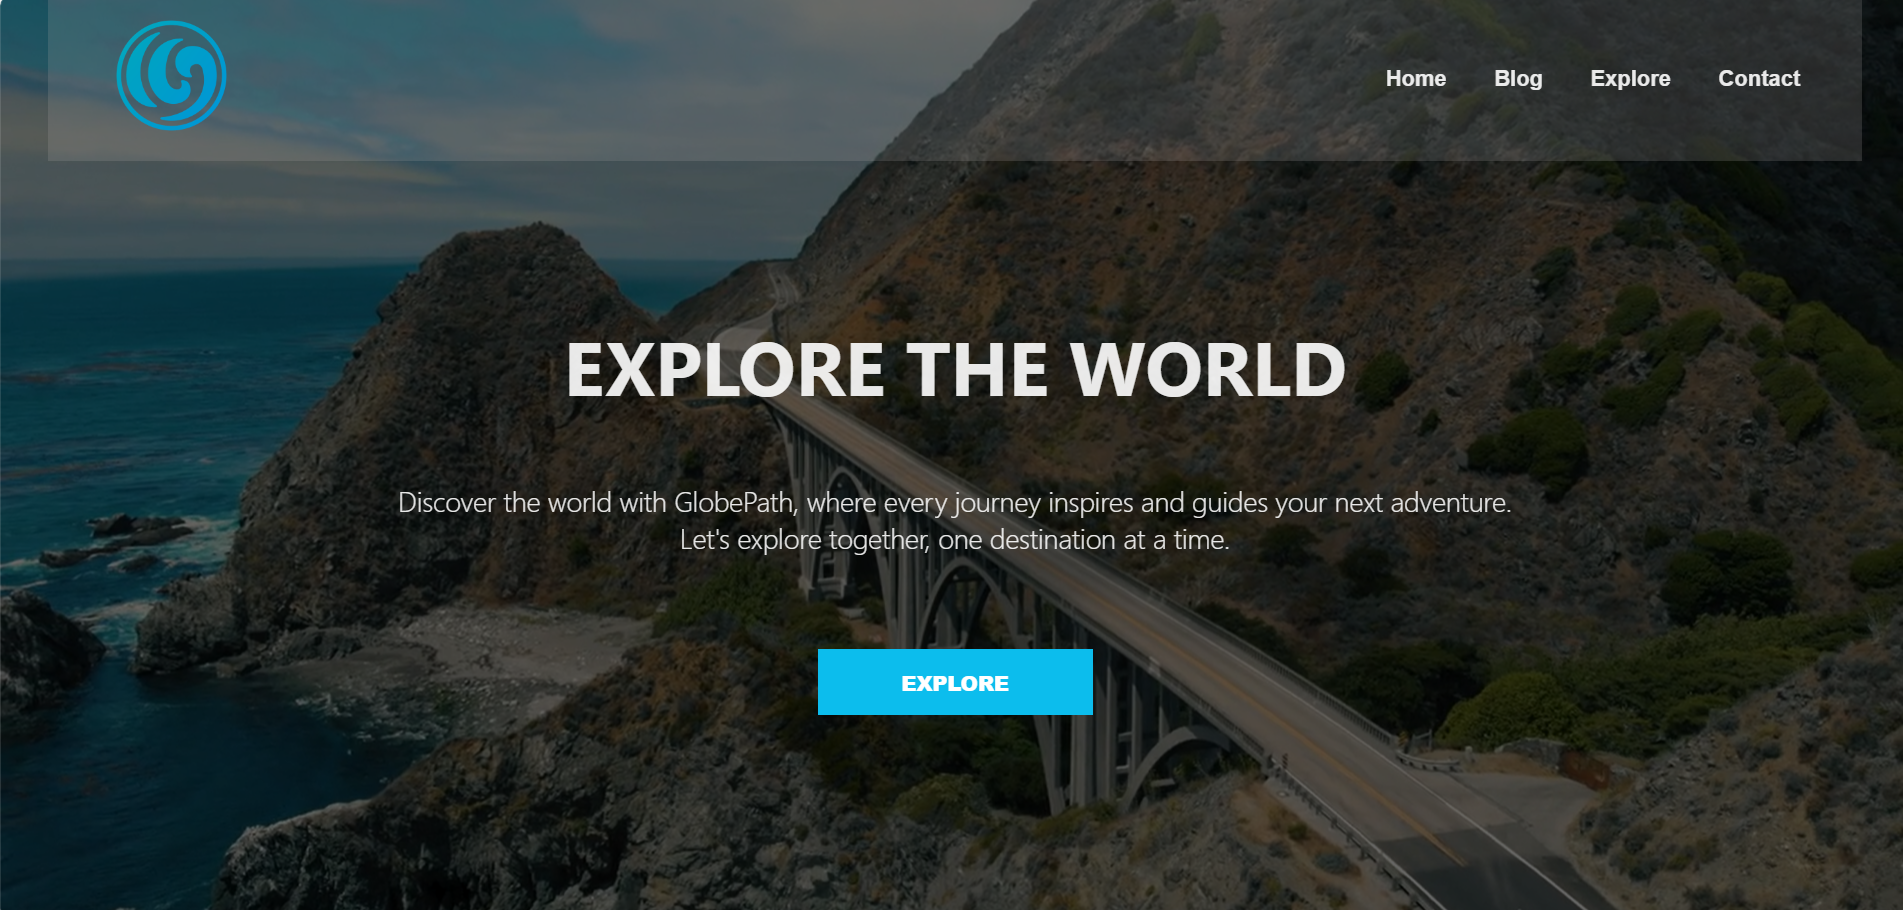 Home Blog Explore Contact
EXPLORE THE WORLD
Discover the world with GlobePath, where every journey inspires and guides your next adventure.
Let's explore together, one destination at a time.
EXPLORE